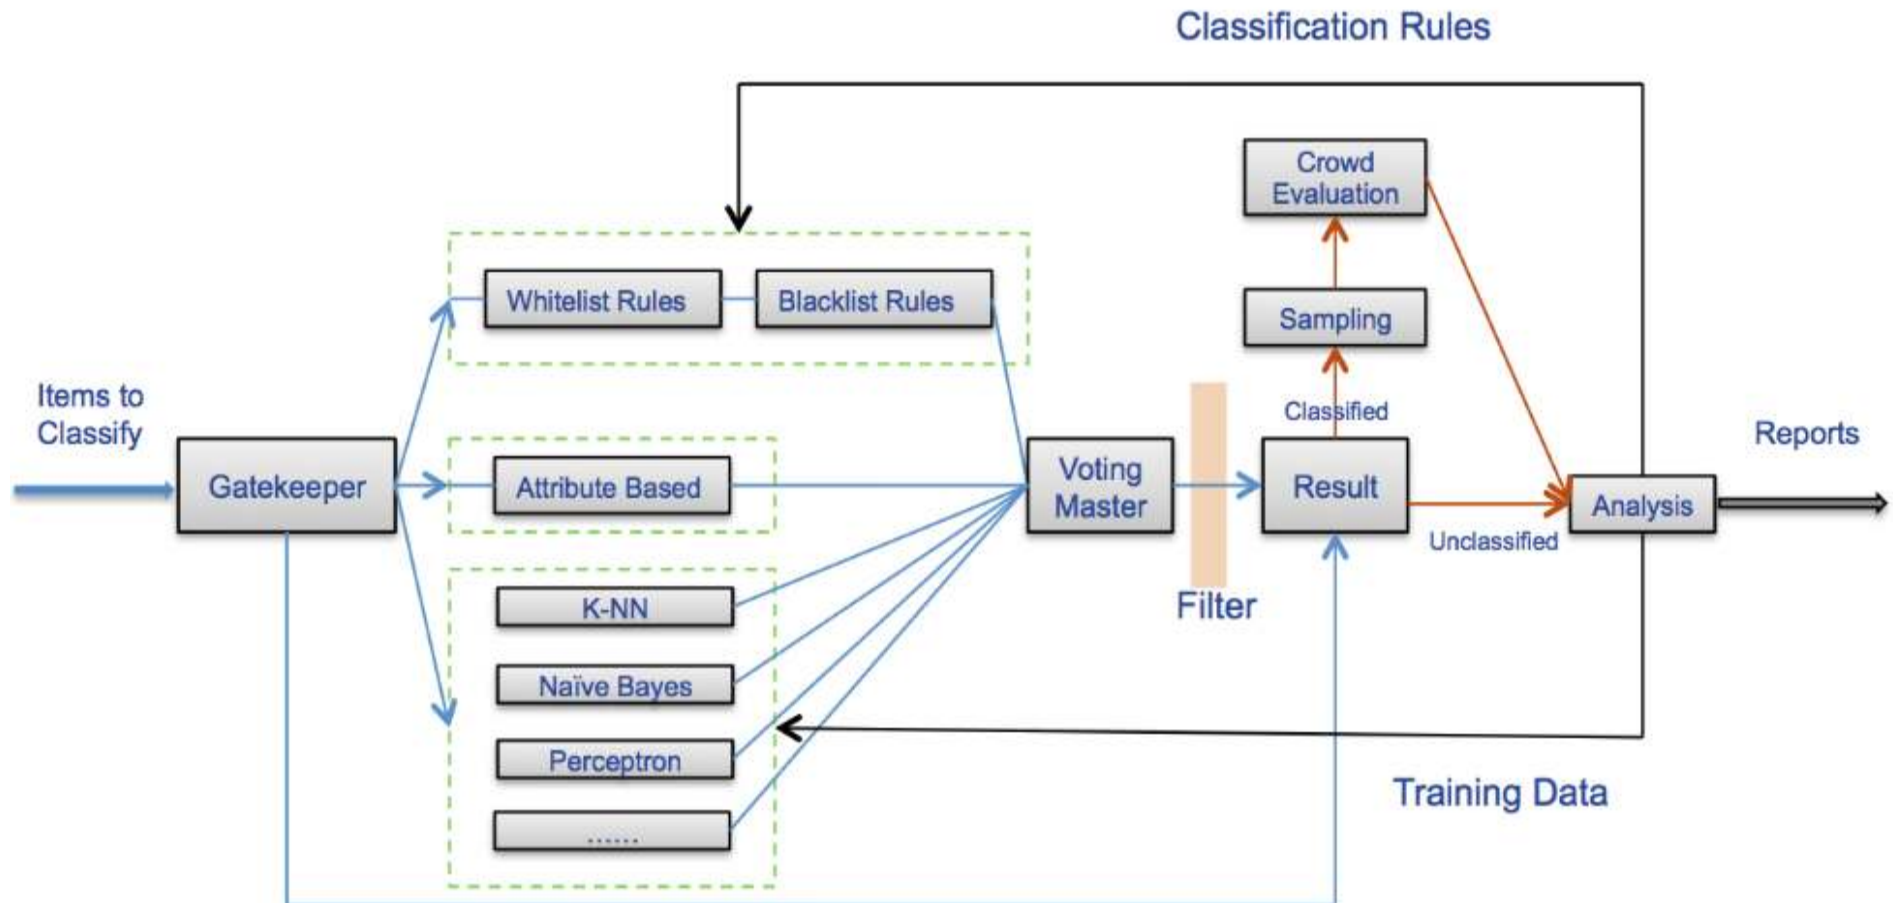 Classification Rules
Crowd
Evaluation
Whitelist Rules
Blacklist Rules
Sampling
Items to
Classify
Classified
Reports
Gatekeeper
Attribute Based
Voting
Master
Result
Analysis
Unclassified
K-NN
Filter
Naïve Bayes
Perceptron
Training Data
......